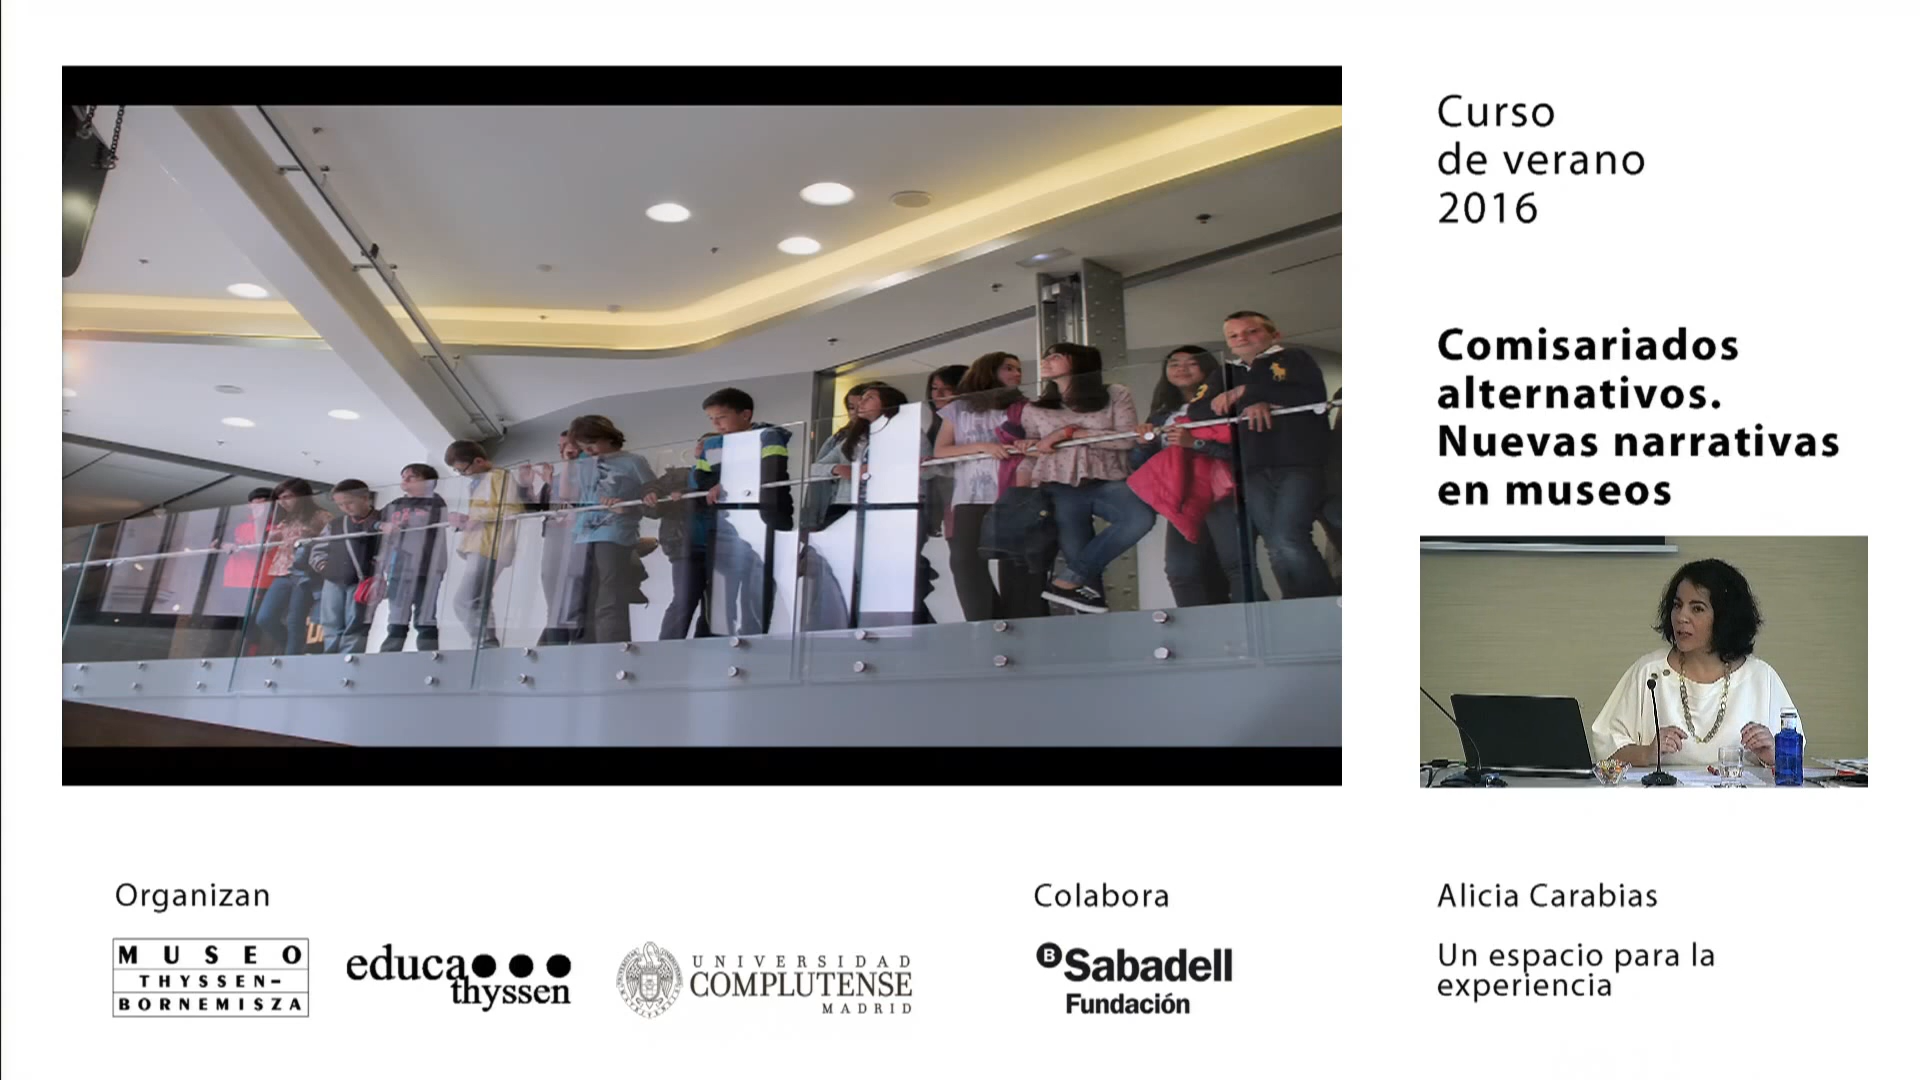 Curso
de verano
2016
Comisariados
alternativos.
Nuevas narrativas
en museos
Organizan
MUSEO
THYSSEN-
BORNEMISZA
educa
thyssen
UNIVERSIDAD
COMPLUTENSE
MADRID
Colabora
B Sabadell
Fundación
Alicia Carabias
Un espacio para la
experiencia